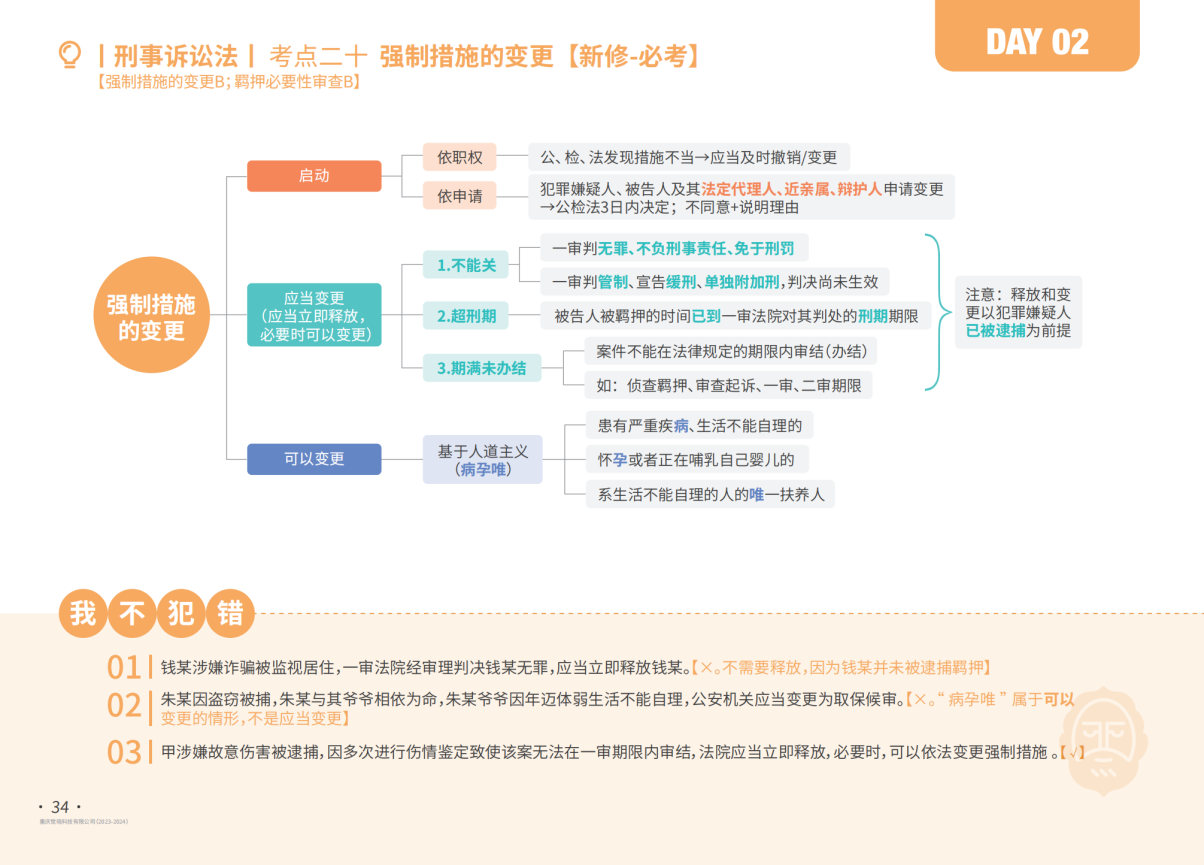 DAY 02
丨刑事诉讼法丨 考点二十 强制措施的变更【新修-必考】
【强制措施的变更B；羁押必要性审查B】
强制措施
的变更
启动
依职权
公、检、法发现措施不当→应当及时撤销/变更
依申请
犯罪嫌疑人、被告人及其法定代理人、近亲属、辩护人申请变更
→公检法3日内决定；不同意+说明理由
应当变更
（应当立即释放，
必要时可以变更）
1.不能关
一审判无罪、不负刑事责任、免于刑罚
一审判管制、宣告缓刑、单独附加刑，判决尚未生效
2.超刑期
被告人被羁押的时间已到一审法院对其判处的刑期期限
3.期满未办结
案件不能在法律规定的期限内审结（办结）
如：侦查羁押、审查起诉、一审、二审期限
注意：释放和变
更以犯罪嫌疑人
已被逮捕为前提
可以变更
基于人道主义
（病孕唯）
患有严重疾病、生活不能自理的
怀孕或者正在哺乳自己婴儿的
系生活不能自理的人的唯一扶养人
我不犯错
01 钱某涉嫌诈骗被监视居住，一审法院经审理判决钱某无罪，应当立即释放钱某。【×。不需要释放，因为钱某并未被逮捕羁押】
02 朱某因盗窃被捕，朱某与其爷爷相依为命，朱某爷爷因年迈体弱生活不能自理，公安机关应当变更为取保候审。【×。“病孕唯”属于可以
变更的情形，不是应当变更】
03 甲涉嫌故意伤害被逮捕，因多次进行伤情鉴定致使该案无法在一审期限内审结，法院应当立即释放，必要时，可以依法变更强制措施。【√】
· 34 ·
重庆觉晓科技有限公司(2023-2024)